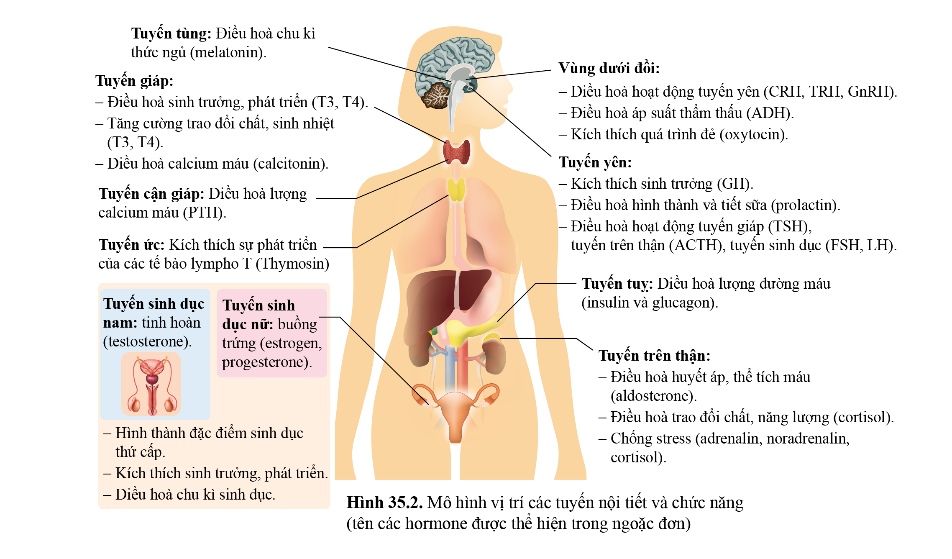 Tuyến tùng: Điều hoà chu kì
thức ngủ (melatonin).
Tuyến giáp:
– Điều hoà sinh trưởng, phát triển (T3, T4).
– Tăng cường trao đổi chất, sinh nhiệt
(T3, T4).
– Điều hoà calcium máu (calcitonin).
Tuyến cận giáp: Điều hoà lượng
calcium máu (PTH).
Tuyến ức: Kích thích sự phát triển
của các tế bào lympho T (Thymosin)
Tuyến sinh dục
nam: tinh hoàn
(testosterone).
Tuyến sinh
dục nữ: buồng
trứng (estrogen,
progesterone).
– Hình thành đặc điểm sinh dục
thứ cấp.
– Kích thích sinh trưởng, phát triển.
– Điều hoà chu kì sinh dục.
Vùng dưới đồi:
– Điều hoà hoạt động tuyến yên (CRH, TRH, GnRH).
– Điều hoà áp suất thẩm thấu (ADH).
– Kích thích quá trình đẻ (oxytocin).
Tuyến yên:
– Kích thích sinh trưởng (GH).
– Điều hoà hình thành và tiết sữa (prolactin).
– Điều hoà hoạt động tuyến giáp (TSH),
tuyến trên thận (ACTH), tuyến sinh dục (FSH, LH).
Tuyến tuỵ: Điều hoà lượng đường máu
(insulin và glucagon).
Tuyến trên thận:
– Điều hoà huyết áp, thể tích máu
(aldosterone).
– Điều hoà trao đổi chất, năng lượng (cortisol).
– Chống stress (adrenalin, noradrenalin,
cortisol).
Hình 35.2. Mô hình vị trí các tuyến nội tiết và chức năng
(tên các hormone được thể hiện trong ngoặc đơn)